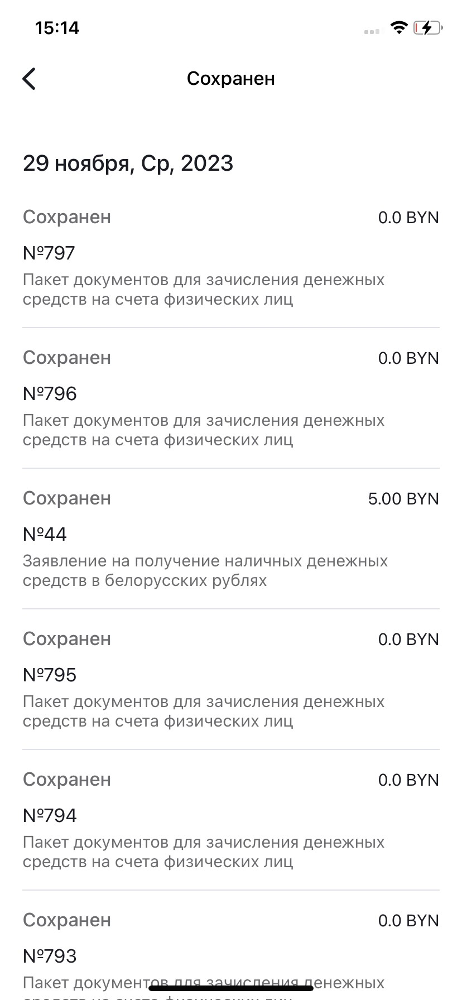 15:14
Сохранен
29 ноября, Ср, 2023
Сохранен 0.0 BYN
№797
Пакет документов для зачисления денежных
средств на счета физических лиц
Сохранен 0.0 BYN
№796
Пакет документов для зачисления денежных
средств на счета физических лиц
Сохранен 5.00 BYN
№44
Заявление на получение наличных денежных
средств в белорусских рублях
Сохранен 0.0 BYN
№795
Пакет документов для зачисления денежных
средств на счета физических лиц
Сохранен 0.0 BYN
№794
Пакет документов для зачисления денежных
средств на счета физических лиц
Сохранен 0.0 BYN
№793
Пакет документов для зачисления денежных